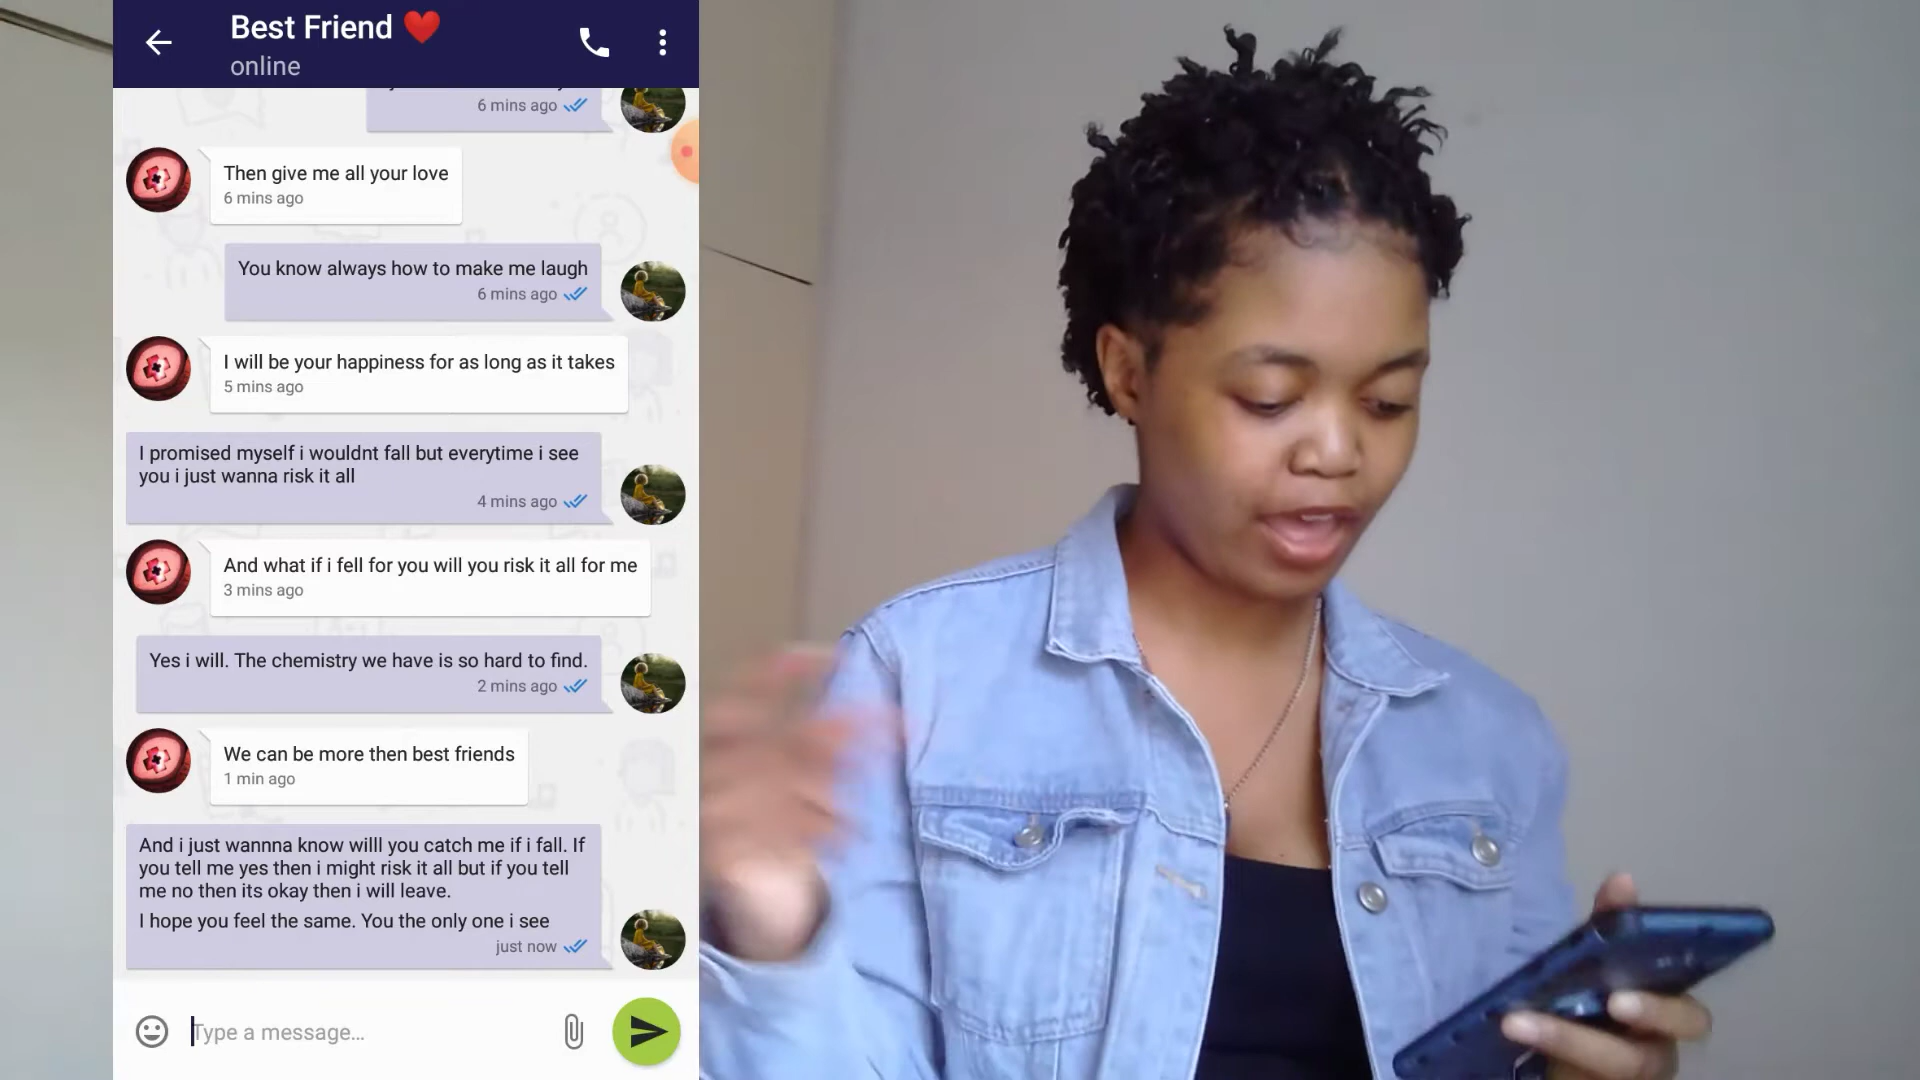 Best Friend ❤️
online
6 mins ago
Then give me all your love
6 mins ago
You know always how to make me laugh
6 mins ago
I will be your happiness for as long as it takes
5 mins ago
I promised myself i wouldnt fall but everytime i see
you i just wanna risk it all
4 mins ago
And what if i fell for you will you risk it all for me
3 mins ago
Yes i will. The chemistry we have is so hard to find.
2 mins ago
We can be more then best friends
1 min ago
And i just wannna know willl you catch me if i fall. If
you tell me yes then i might risk it all but if you tell
me no then its okay then i will leave.
I hope you feel the same. You the only one i see
just now
Type a message...